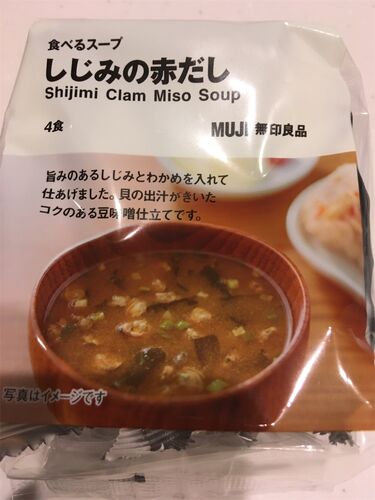 食べるスープ
しじみの赤だし
Shijimi Clam Miso Soup
4食
MUJI 無印良品
旨みのあるしじみとわかめを入れて
仕あげました。貝の出汁がきいた
コクのある豆味噌仕立てです。
写真はイメージです